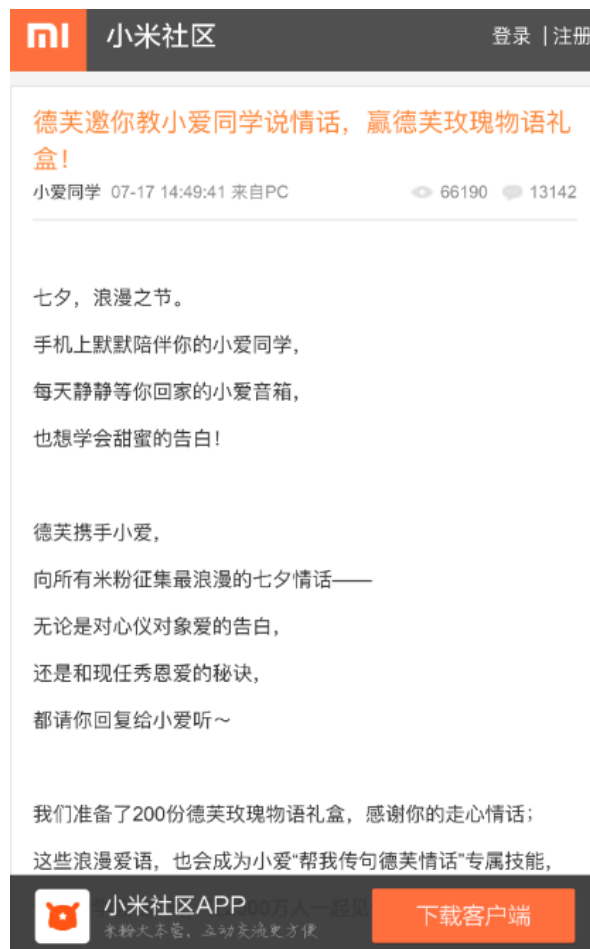 小米社区
登录 | 注册
德芙邀你教小爱同学说情话，赢德芙玫瑰物语礼
盒！
小爱同学 07-17 14:49:41 来自PC 66190 13142
七夕，浪漫之节。
手机上默默陪伴你的小爱同学，
每天静静等你回家的小爱音箱，
也想学会甜蜜的告白！
德芙携手小爱，
向所有米粉征集最浪漫的七夕情话——
无论是对心仪对象爱的告白，
还是和现任秀恩爱的秘诀，
都请你回复给小爱听～
我们准备了200份德芙玫瑰物语礼盒，感谢你的走心情话；
这些浪漫爱语，也会成为小爱“帮我传句德芙情话”专属技能，
小米社区APP
米粉大本营，互动交流更方便
下载客户端